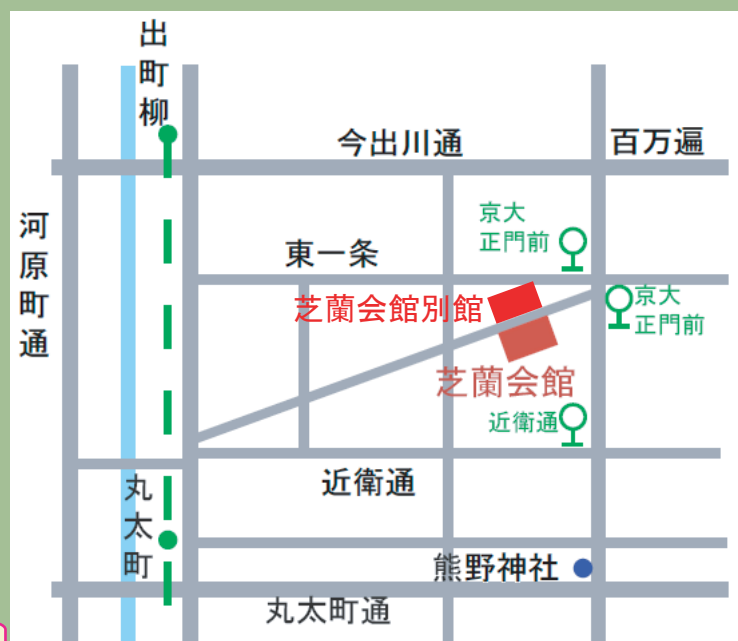 出町柳
今出川通
百万遍
京大
正門前
河原町通
東一条
芝蘭会館別館
京大
正門前
芝蘭会館
近衛通
近衛通
丸太町
熊野神社
丸太町通